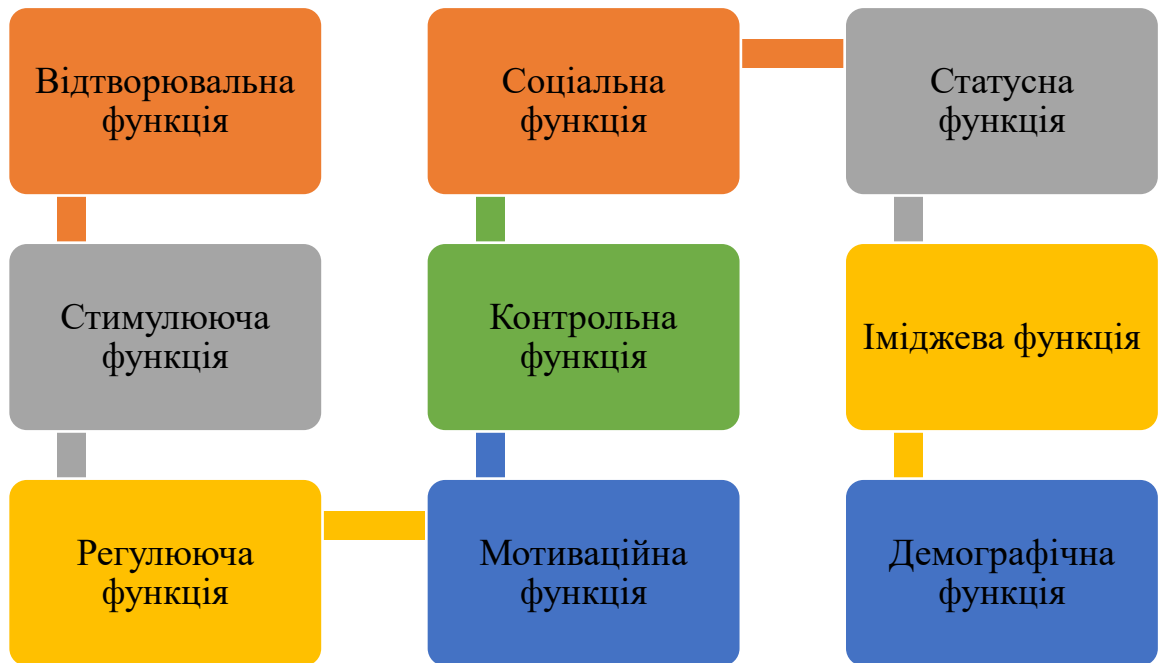 Відтворювальна
функція
Стимулююча
функція
Регулююча
функція
Мотиваційна
функція
Контрольна
функція
Соціальна
функція
Статусна
функція
Іміджева функція
Демографічна
функція